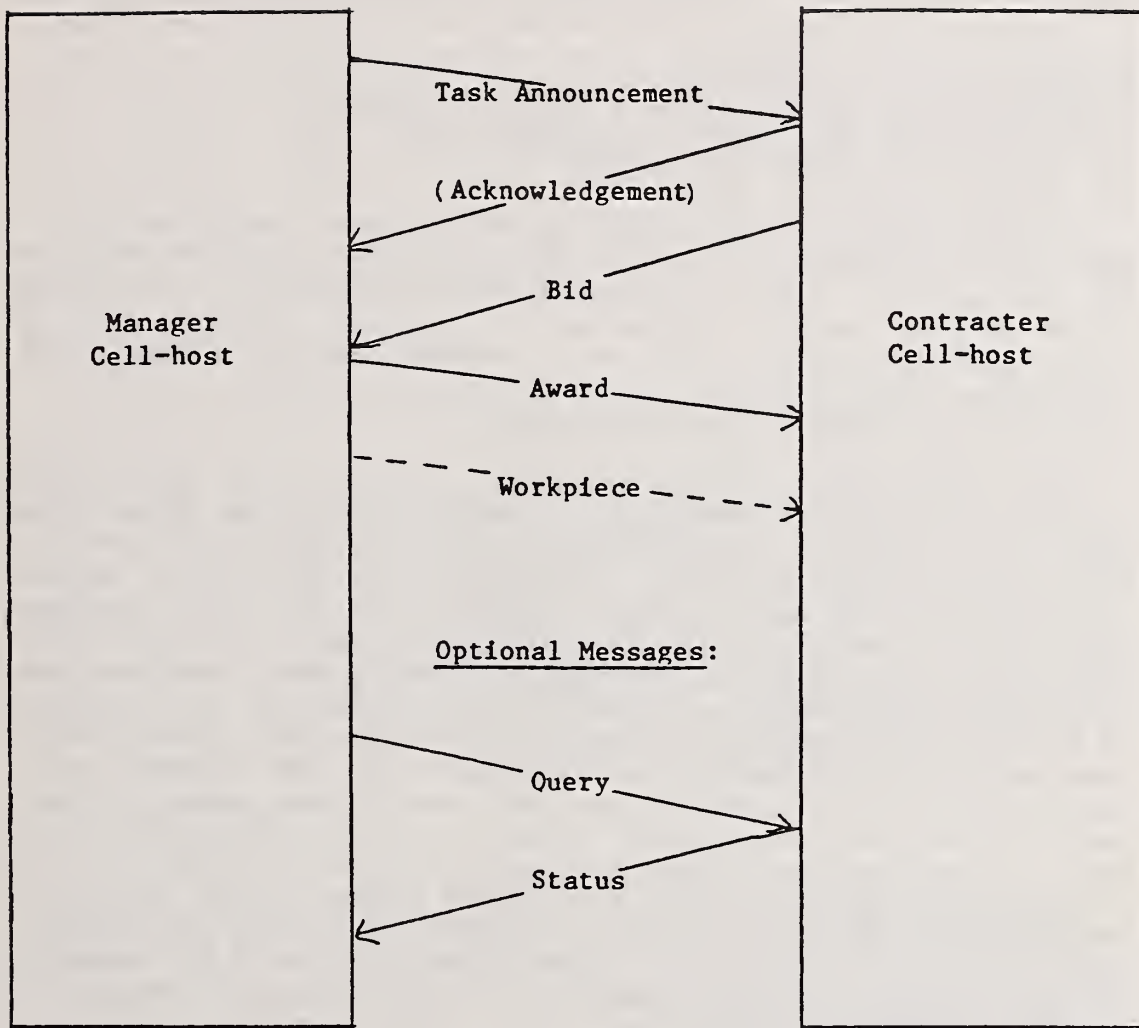 Task Announcement
(Acknowledgement)
Bid
Manager
Cell-host
Contracter
Cell-host
Award
Workpiece
Optional Messages:
Query
Status